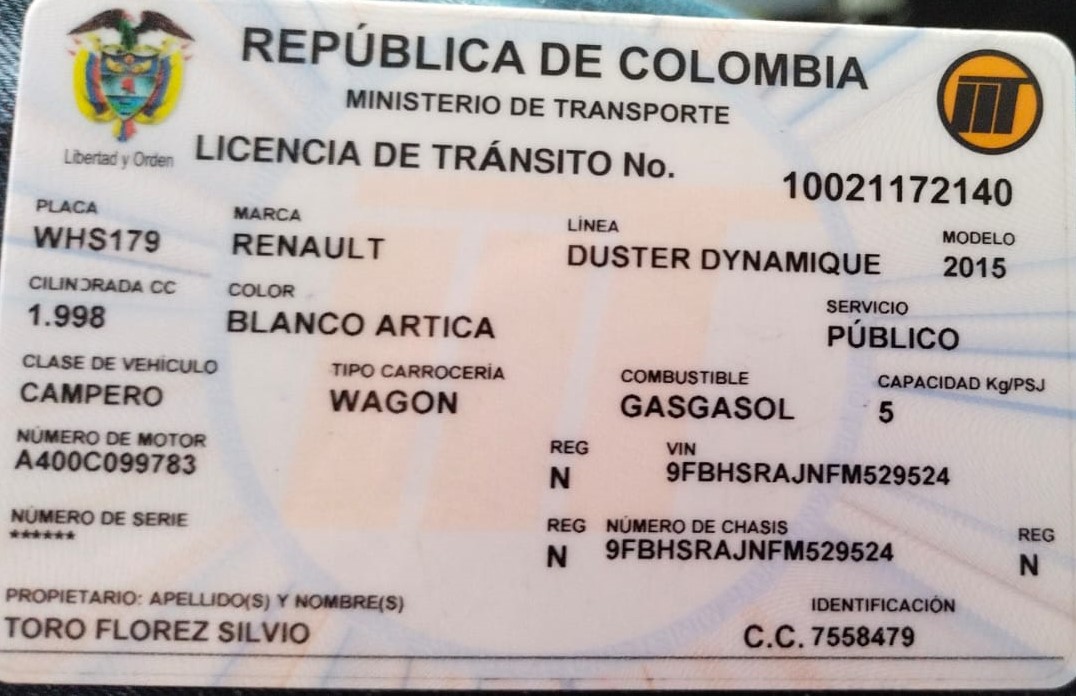 REPÚBLICA DE COLOMBIA
MINISTERIO DE TRANSPORTE
Libertad y Orden
LICENCIA DE TRÁNSITO No.
10021172140
PLACA MARCA LÍNEA MODELO
WHS179 RENAULT DUSTER DYNAMIQUE 2015
CILINDRADA CC COLOR SERVICIO
1.998 BLANCO ARTICA PÚBLICO
CLASE DE VEHÍCULO TIPO CARROCERÍA COMBUSTIBLE CAPACIDAD Kg/PSJ
CAMPERO WAGON GASGASOL 5
NÚMERO DE MOTOR REG VIN
A400C099783 N 9FBHSRAJNFM529524
NÚMERO DE SERIE REG NÚMERO DE CHASIS REG
****** N 9FBHSRAJNFM529524 N
PROPIETARIO: APELLIDO(S) Y NOMBRE(S) IDENTIFICACIÓN
TORO FLOREZ SILVIO C.C. 7558479